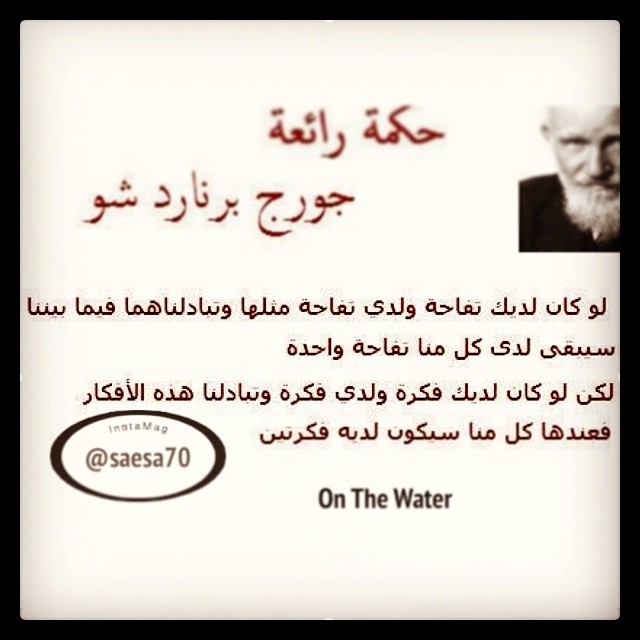 حكمة رائعة
جورج برنارد شو
لو كان لديك تفاحة ولدي تفاحة مثلها وتبادلناهما فيما بيننا
سيبقى لدى كل منا تفاحة واحدة
لكن لو كان لديك فكرة ولدي فكرة وتبادلنا هذه الأفكار
فعندها كل منا سيكون لديه فكرتين
InstaMag
@saesa70
On The Water